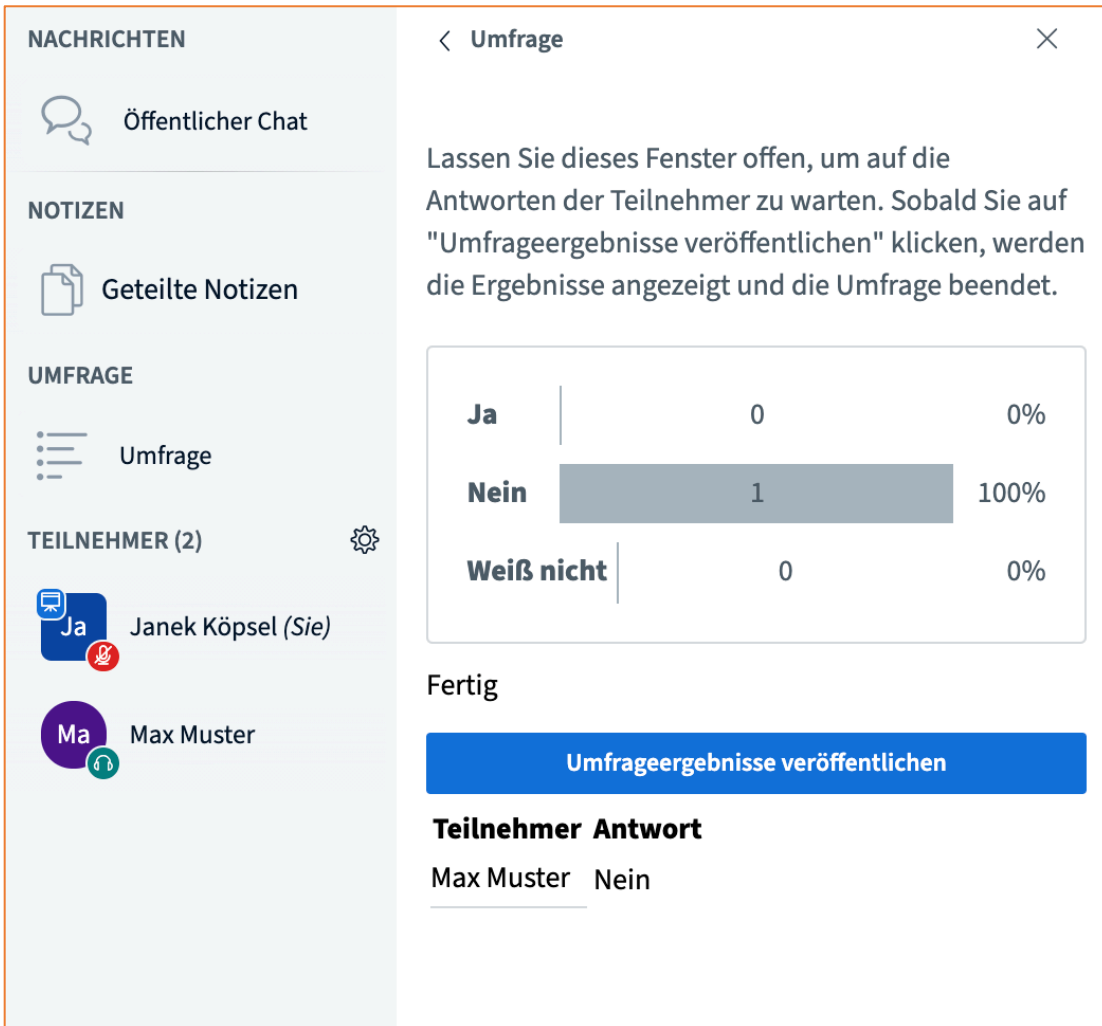 NACHRICHTEN
Öffentlicher Chat
NOTIZEN
Geteilte Notizen
UMFRAGE
Umfrage
TEILNEHMER (2)
Ja
Janek Köpsel (Sie)
Ma
Max Muster
Umfrage
Lassen Sie dieses Fenster offen, um auf die
Antworten der Teilnehmer zu warten. Sobald Sie auf
"Umfrageergebnisse veröffentlichen" klicken, werden
die Ergebnisse angezeigt und die Umfrage beendet.
Ja 0 0%
Nein 1 100%
Weiß nicht 0 0%
Fertig
Umfrageergebnisse veröffentlichen
Teilnehmer Antwort
Max Muster Nein